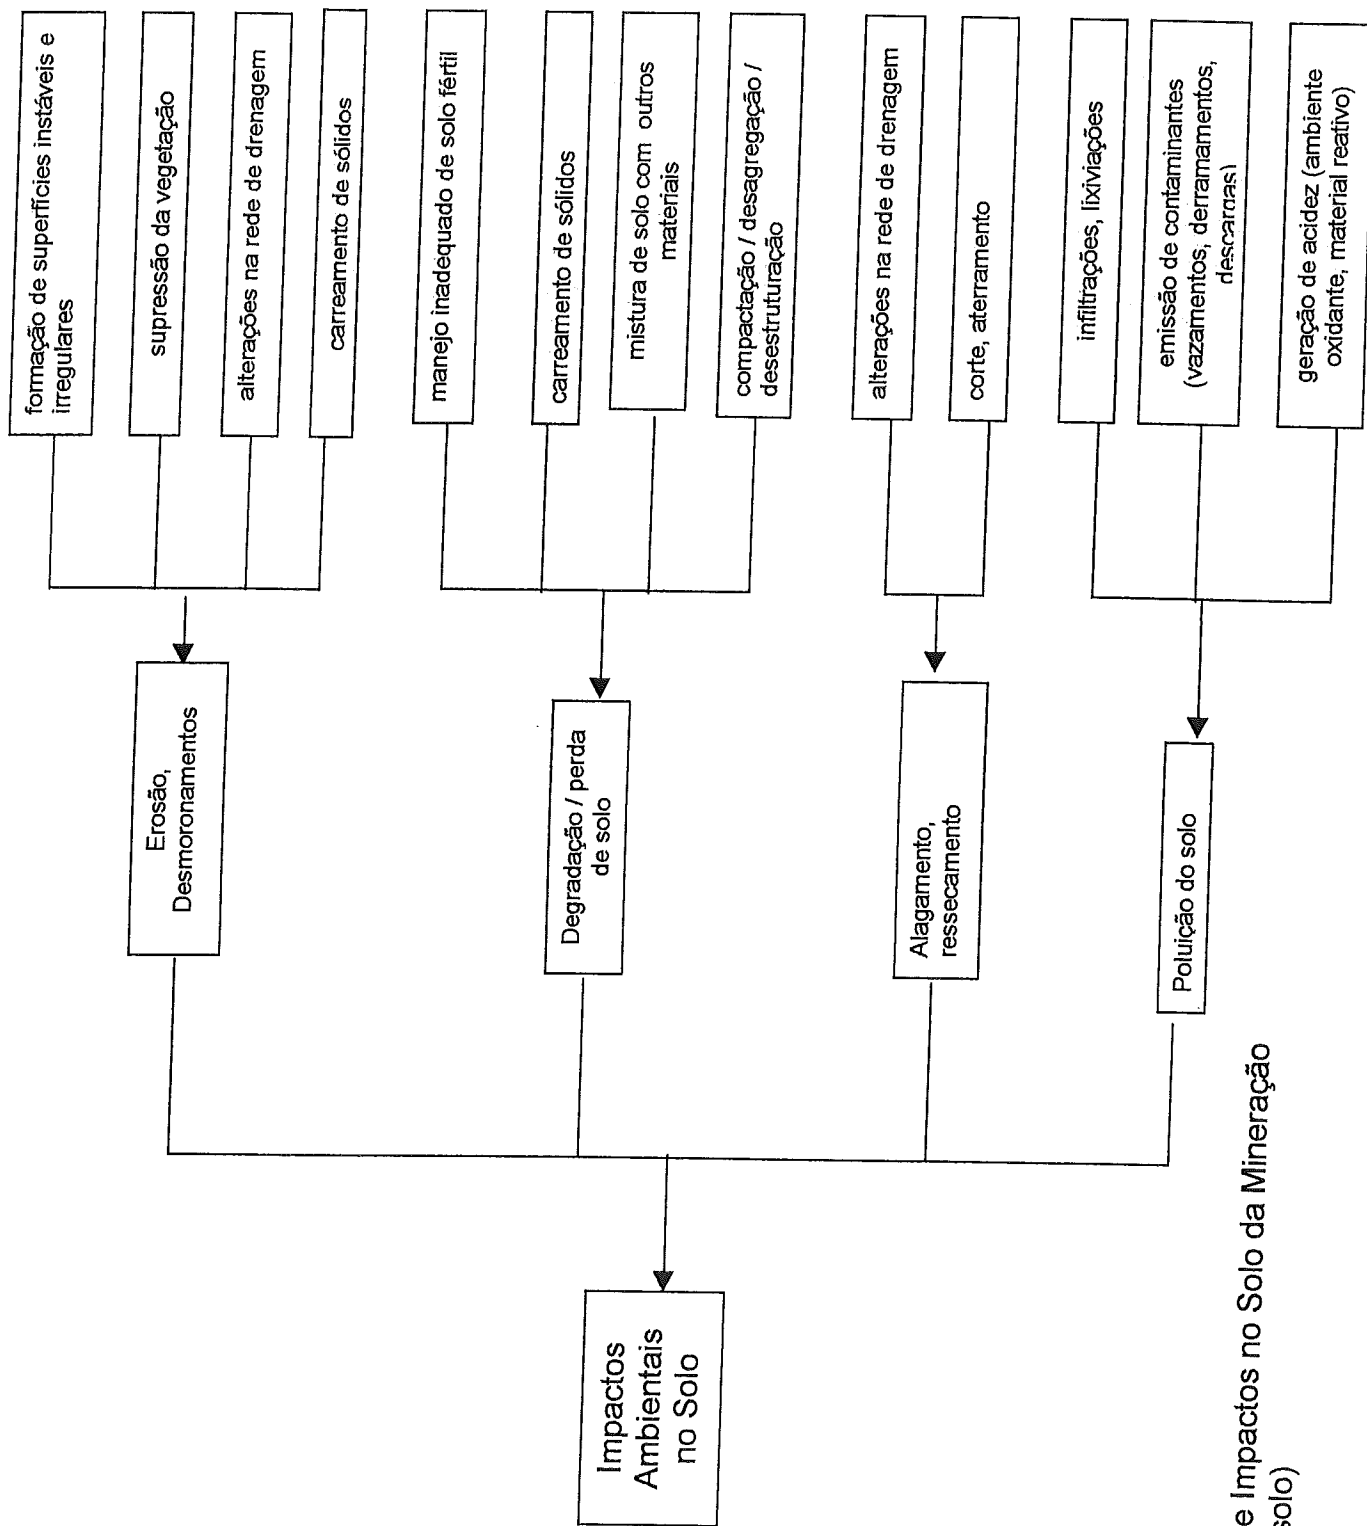 Impactos
Ambientais
no Solo
Erosão,
Desmoronamentos
formação de superfícies instáveis e
irregulares
supressão da vegetação
alterações na rede de drenagem
carreamento de sólidos
Degradação / perda
de solo
manejo inadequado de solo fértil
carreamento de sólidos
mistura de solo com outros
materiais
compactação / desagregação /
desestruturação
Alagamento,
ressecamento
alterações na rede de drenagem
corte, aterramento
Poluição do solo
infiltrações, lixiviações
emissão de contaminantes
(vazamentos, derramamentos,
descargas)
geração de acidez (ambiente
oxidante, material reativo)
e Impactos no Solo da Mineração
solo)